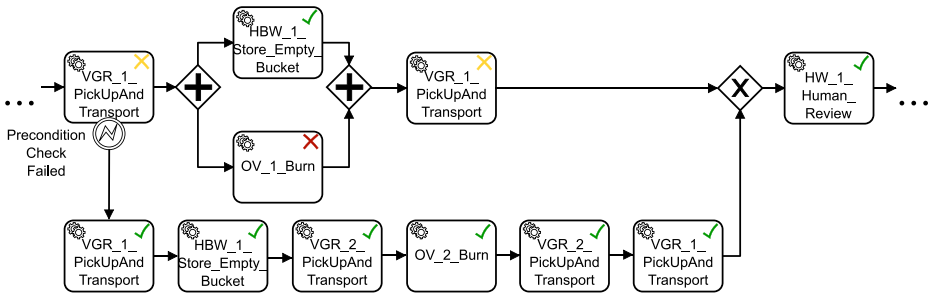 HBW_1_
Store_Empty_
Bucket
VGR_1_
PickUpAnd
Transport
VGR_1_
PickUpAnd
Transport
HW_1_
Human_
Review
...
...
Precondition
Check
Failed
OV_1_Burn
VGR_1_
PickUpAnd
Transport
HBW_1_
Store_Empty_
Bucket
VGR_2_
PickUpAnd
Transport
OV_2_Burn
VGR_2_
PickUpAnd
Transport
VGR_1_
PickUpAnd
Transport